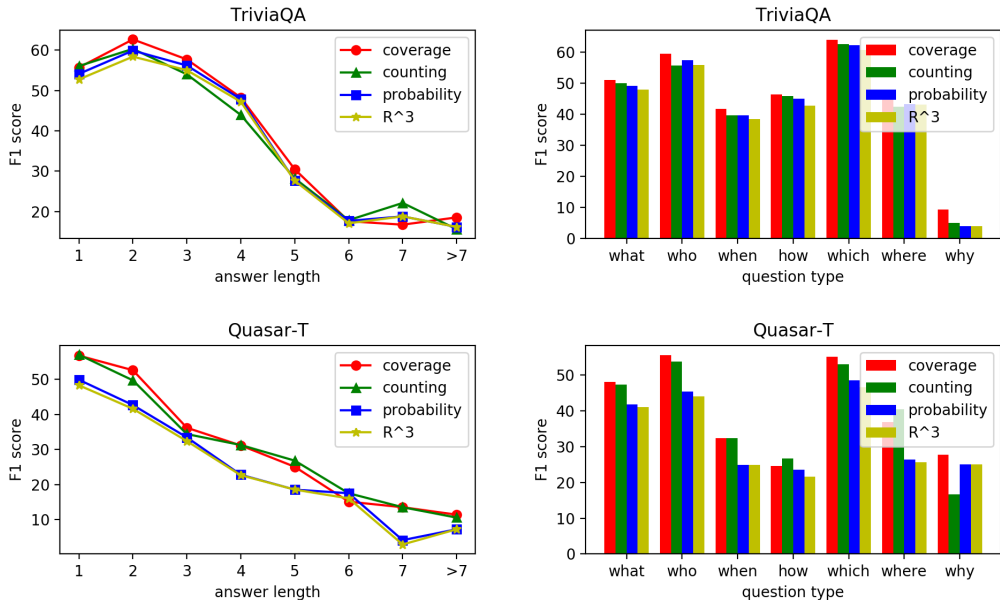 TriviaQA
F1 score
60
50
40
30
20
coverage
counting
probability
R^3
1 2 3 4 5 6 7 >7
answer length
TriviaQA
F1 score
60
50
40
30
20
10
0
coverage
counting
probability
R^3
what who when how which where why
question type
Quasar-T
F1 score
50
40
30
20
10
coverage
counting
probability
R^3
1 2 3 4 5 6 7 >7
answer length
Quasar-T
F1 score
50
40
30
20
10
0
coverage
counting
probability
R^3
what who when how which where why
question type